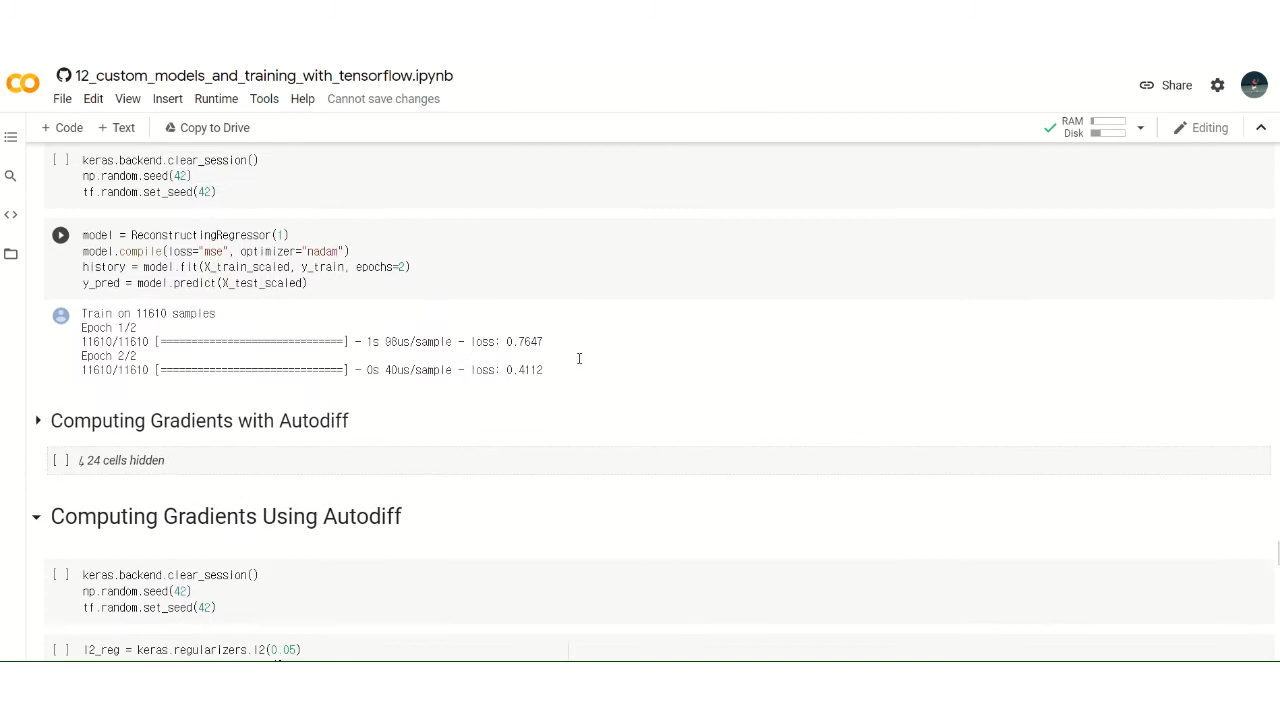 12_custom_models_and_training_with_tensorflow.ipynb
File Edit View Insert Runtime Tools Help Cannot save changes
Share
+ Code + Text Copy to Drive
RAM
Disk
Editing
[ ] keras.backend.clear_session()
np.random.seed(42)
tf.random.set_seed(42)
model = ReconstructingRegressor(1)
model.compile(loss="mse", optimizer="nadam")
history = model.fit(X_train_scaled, y_train, epochs=2)
y_pred = model.predict(X_test_scaled)
Train on 11610 samples
Epoch 1/2
11610/11610 [==============================] - 1s 98us/sample - loss: 0.7647
Epoch 2/2
11610/11610 [==============================] - 0s 40us/sample - loss: 0.4112
Computing Gradients with Autodiff
[ ] ↳ 24 cells hidden
Computing Gradients Using Autodiff
[ ] keras.backend.clear_session()
np.random.seed(42)
tf.random.set_seed(42)
[ ] l2_reg = keras.regularizers.l2(0.05)